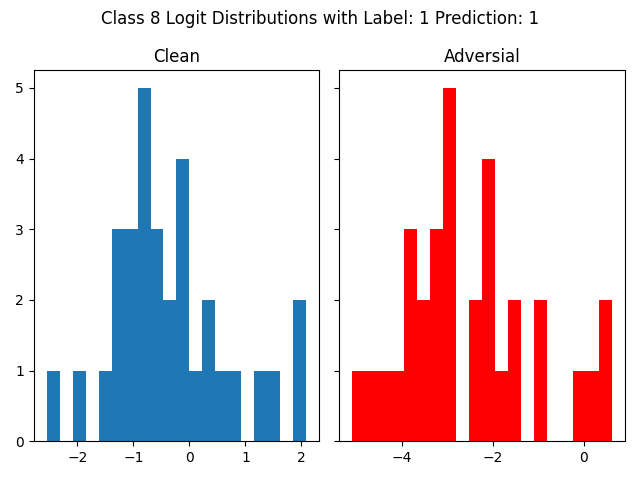 Class 8 Logit Distributions with Label: 1 Prediction: 1
Clean
Adversial
5
4
3
2
1
0
−2 −1 0 1 2
−4 −2 0